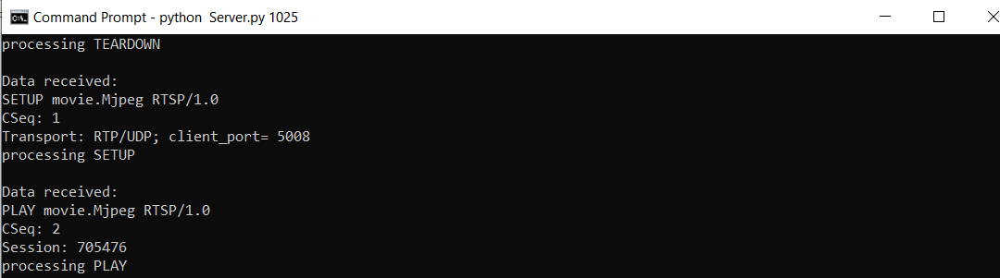 Command Prompt - python  Server.py 1025
processing TEARDOWN
Data received:
SETUP movie.Mjpeg RTSP/1.0
CSeq: 1
Transport: RTP/UDP; client_port= 5008
processing SETUP
Data received:
PLAY movie.Mjpeg RTSP/1.0
CSeq: 2
Session: 705476
processing PLAY